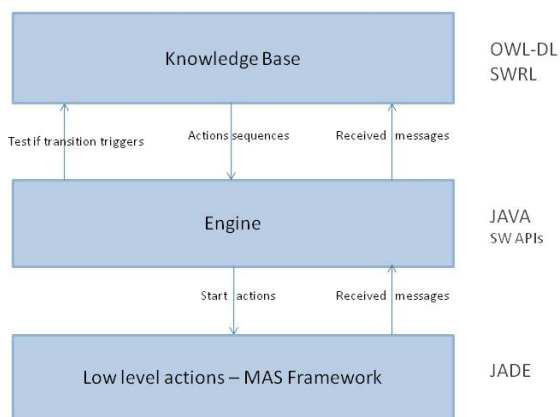 Knowledge Base
OWL-DL
SWRL
Test if transition triggers
Actions sequences
Received messages
Engine
JAVA
SW APIs
Start actions
Received messages
Low level actions – MAS Framework
JADE